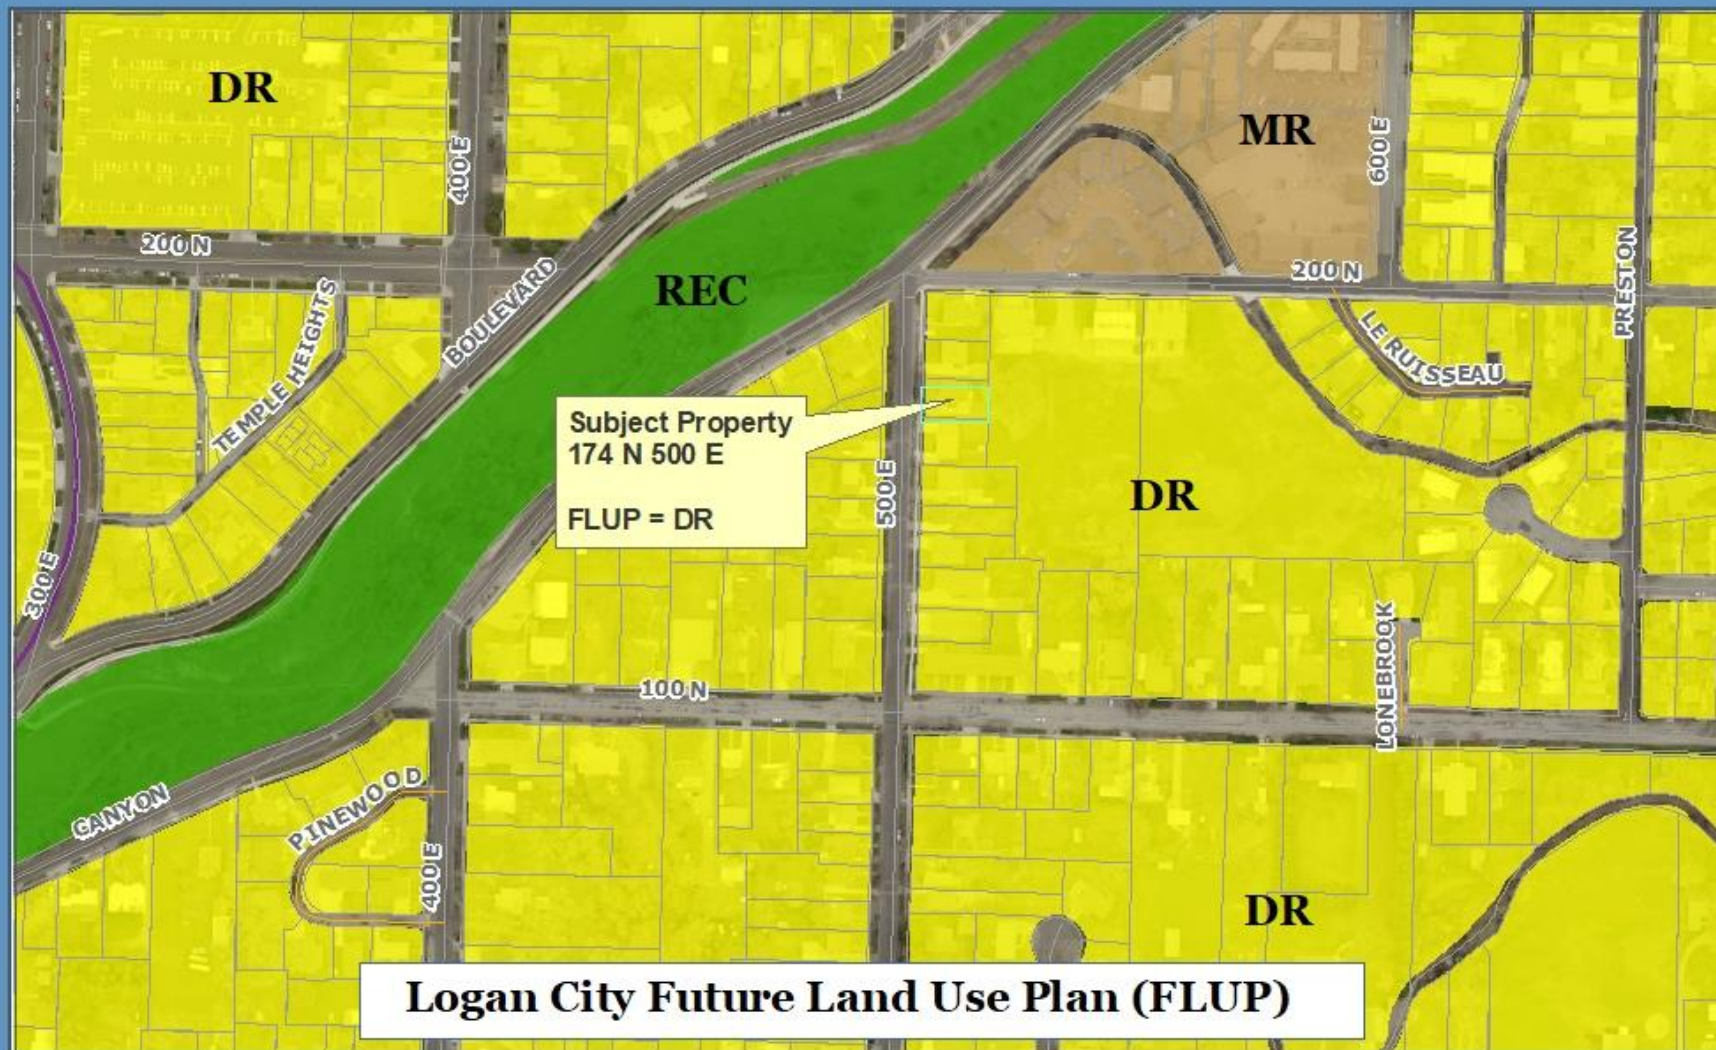 DR
MR
400 E
600 E
200 N
PRESTON
200 N
REC
BOULEVARD
TEMPLE HEIGHTS
LE RUISSEAU
Subject Property
174 N 500 E
FLUP = DR
500 E
DR
300 E
LONEBROOK
100 N
CANYON
PINEWOOD
400 E
DR
Logan City Future Land Use Plan (FLUP)